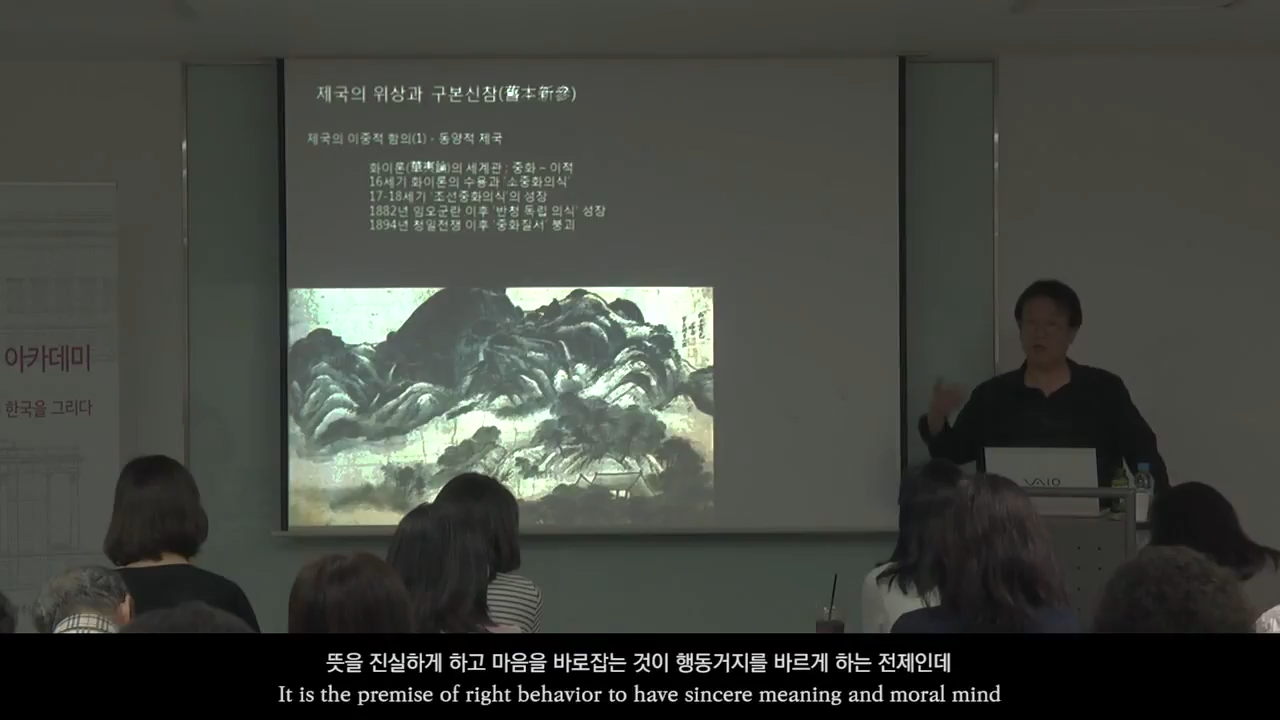 제국의 위상과 구본신참(舊本新參)
제국의 이중적 함의(1) - 동양적 제국
화이론(華夷論)의 세계관 ; 중화 – 이적
16세기 화이론의 수용과 '소중화의식'
17-18세기 '조선중화의식'의 성장
1882년 임오군란 이후 '반청 독립 의식' 성장
1894년 청일전쟁 이후 '중화질서' 붕괴
아카데미
한국을 그리다
VAIO
뜻을 진실하게 하고 마음을 바로잡는 것이 행동거지를 바르게 하는 전제인데
It is the premise of right behavior to have sincere meaning and moral mind